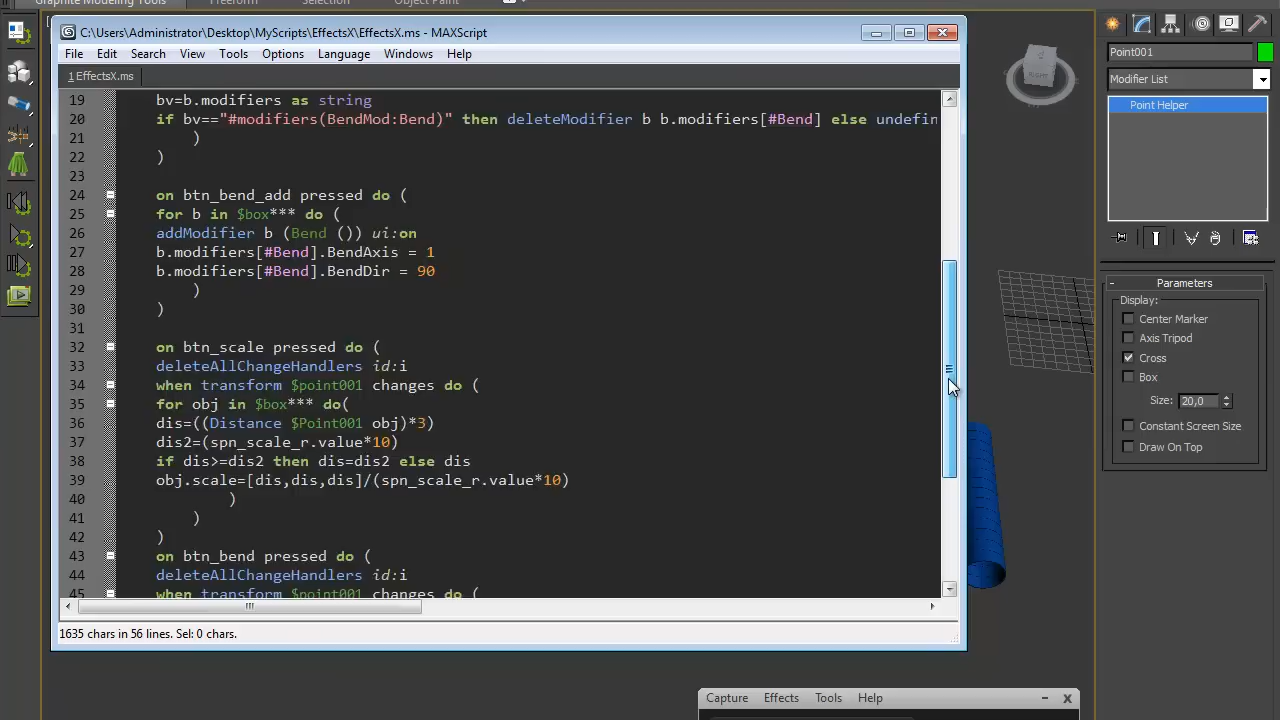 Graphite Modeling Tools
Freeform
Selection
Object Paint
C:\Users\Administrator\Desktop\MyScripts\EffectsX\EffectsX.ms - MAXScript
File Edit Search View Tools Options Language Windows Help
1 EffectsX.ms
19 bv=b.modifiers as string
20 if bv=="#modifiers(BendMod:Bend)" then deleteModifier b b.modifiers[#Bend] else undefin
21 )
22 )
23
24 on btn_bend_add pressed do (
25 for b in $box*** do (
26 addModifier b (Bend ()) ui:on
27 b.modifiers[#Bend].BendAxis = 1
28 b.modifiers[#Bend].BendDir = 90
29 )
30 )
31
32 on btn_scale pressed do (
33 deleteAllChangeHandlers id:i
34 when transform $point001 changes do (
35 for obj in $box*** do(
36 dis=((Distance $Point001 obj)*3)
37 dis2=(spn_scale_r.value*10)
38 if dis>=dis2 then dis=dis2 else dis
39 obj.scale=[dis,dis,dis]/(spn_scale_r.value*10)
40 )
41 )
42 )
43 on btn_bend pressed do (
44 deleteAllChangeHandlers id:i
45 when transform $point001 changes do (
1635 chars in 56 lines. Sel: 0 chars.
RIGHT
Point001
Modifier List
Point Helper
- Parameters
Display:
Center Marker
Axis Tripod
Cross
Box
Size: 20,0
Constant Screen Size
Draw On Top
Capture Effects Tools Help